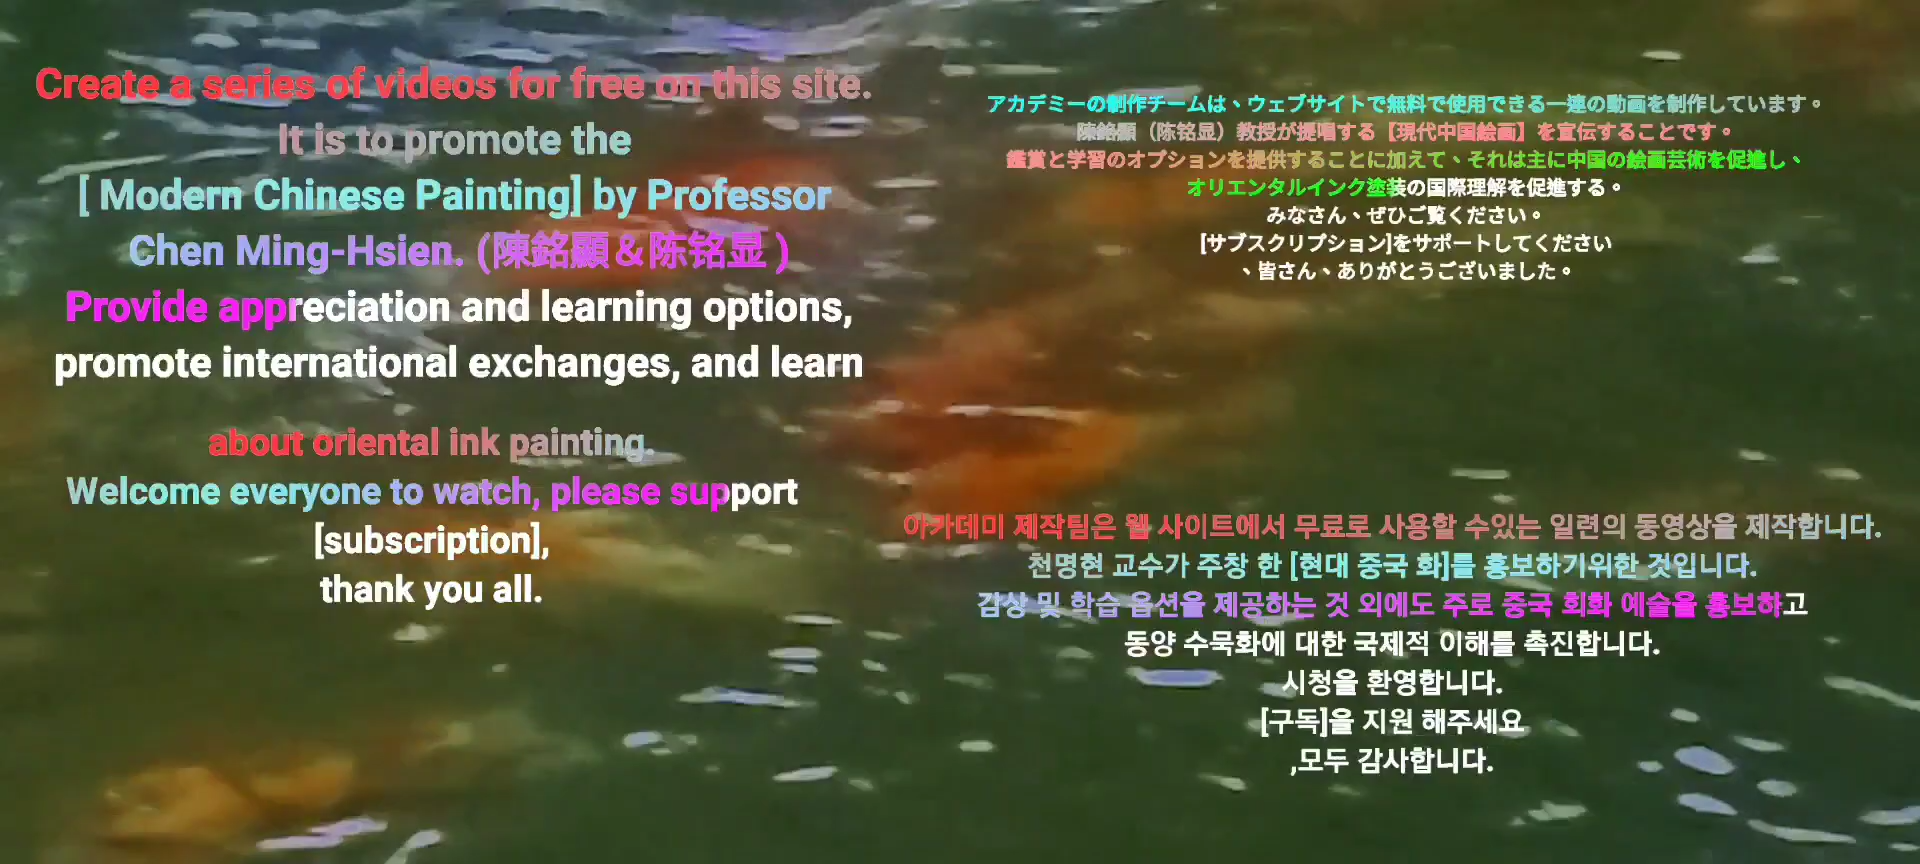 Create a series of videos for free on this site.
It is to promote the
[ Modern Chinese Painting] by Professor
Chen Ming-Hsien. (陳銘顯＆陈铭显 )
Provide appreciation and learning options,
promote international exchanges, and learn
about oriental ink painting.
Welcome everyone to watch, please support
[subscription],
thank you all.
アカデミーの制作チームは、ウェブサイトで無料で使用できる一連の動画を制作しています。
陳銘顯（陈铭显）教授が提唱する【現代中国絵画】を宣伝することです。
鑑賞と学習のオプションを提供することに加えて、それは主に中国の絵画芸術を促進し、
オリエンタルインク塗装の国際理解を促進する。
みなさん、ぜひご覧ください。
[サブスクリプション]をサポートしてください
、皆さん、ありがとうございました。
아카데미 제작팀은 웹 사이트에서 무료로 사용할 수있는 일련의 동영상을 제작합니다.
천명현 교수가 주창 한 [현대 중국 화]를 홍보하기위한 것입니다.
감상 및 학습 옵션을 제공하는 것 외에도 주로 중국 회화 예술을 홍보하고
동양 수묵화에 대한 국제적 이해를 촉진합니다.
시청을 환영합니다.
[구독]을 지원 해주세요
,모두 감사합니다.